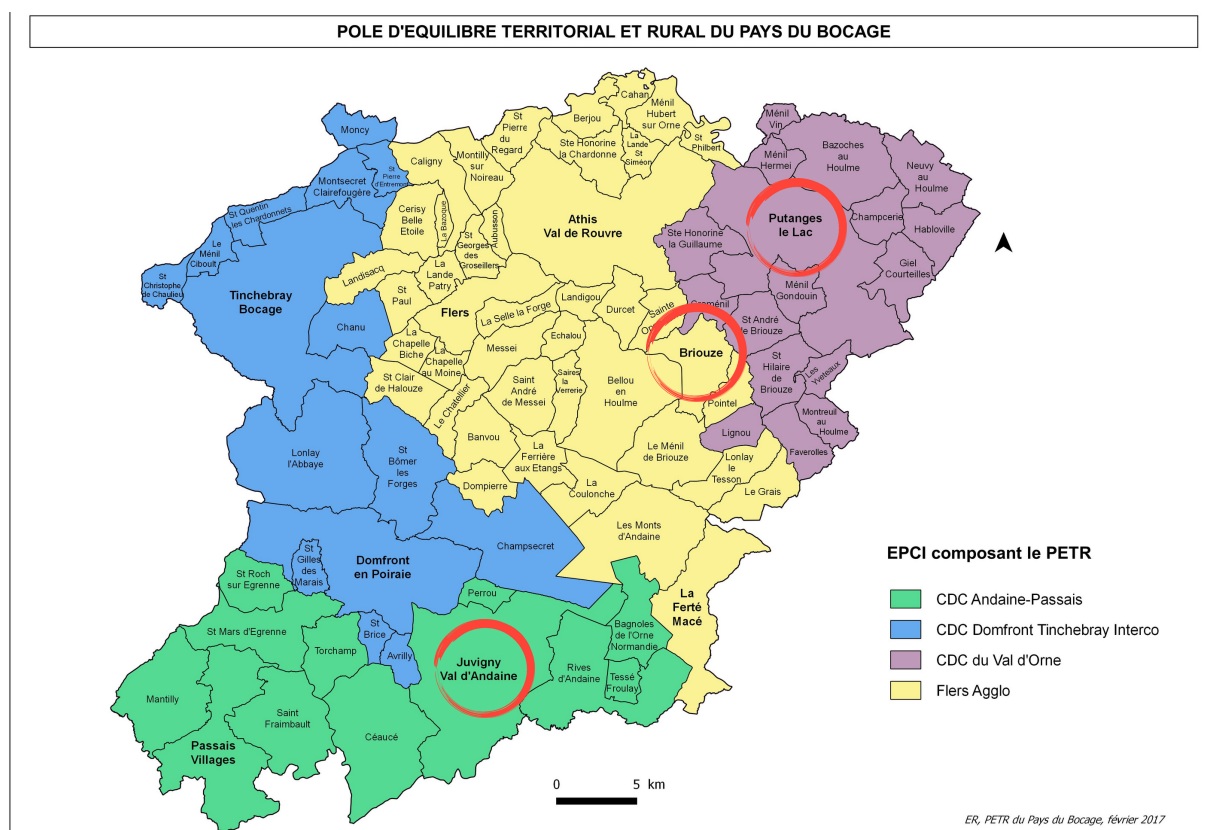 POLE D'EQUILIBRE TERRITORIAL ET RURAL DU PAYS DU BOCAGE
Cahan
Ménil
Hubert
sur Orne
Berjou
St
Pierre
du
Regard
Ste Honorine
la Chardonne
La
Lande
St
Siméon
St
Philbert
Moncy
Caligny
Montilly
sur
Noireau
St
Pierre
d'Entremont
Montsecret
Clairefougère
Ménil
Vin
Ménil
Hermei
Bazoches
au
Houlme
Neuvy
au
Houlme
St Quentin
les Chardonnets
Cerisy
Belle
Etoile
La Bazoque
Aubusson
St
Georges
des
Groseillers
Athis
Val de Rouvre
Putanges
le Lac
Champcerie
Habloville
Ste Honorine
la Guillaume
Le
Ménil
Ciboult
St
Christophe
de Chaulieu
Giel
Courteilles
Landisacq
La
Lande
Patry
Ménil
Gondouin
Tinchebray
Bocage
St
Paul
Flers
La Selle la Forge
Landigou
Durcet
Sainte
Craménil
St André
de Briouze
Chanu
La
Chapelle
Biche
La
Chapelle
au Moine
Messei
Echalou
Briouze
St Clair
de Halouze
Le Chatellier
Saint
André
de Messei
Saires
la
Verrerie
Bellou
en
Houlme
Pointel
St
Hilaire
de
Briouze
Les
Yveteaux
Montreuil
au
Houlme
Lignou
Faverolles
Banvou
La
Ferrière
aux Etangs
Le Ménil
de Briouze
Lonlay
le
Tesson
Le Grais
Lonlay
l'Abbaye
St
Bômer
les
Forges
Dompierre
La
Coulonche
Les Monts
d'Andaine
Champsecret
Domfront
en Poiraie
St
Gilles
des
Marais
St Roch
sur Egrenne
Perrou
La
Ferté
Macé
St Mars d'Egrenne
Torchamp
St
Brice
Avrilly
Juvigny
Val d'Andaine
Rives
d'Andaine
Bagnoles
de l'Orne
Normandie
Tessé
Froulay
Mantilly
Saint
Fraimbault
Céaucé
Passais
Villages
EPCI composant le PETR
CDC Andaine-Passais
CDC Domfront Tinchebray Interco
CDC du Val d'Orne
Flers Agglo
0 5 km
ER, PETR du Pays du Bocage, février 2017